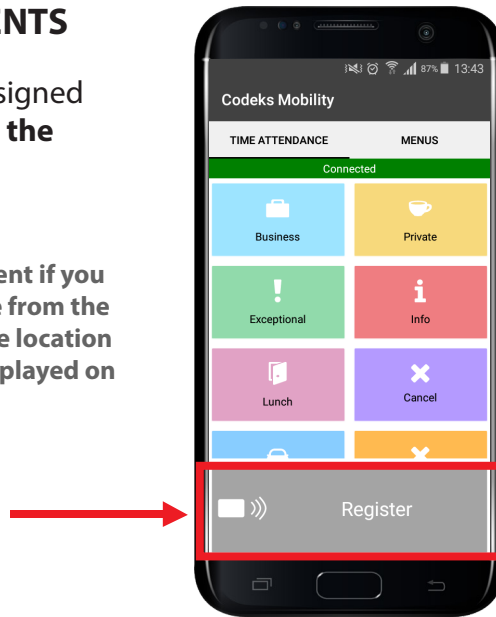 ENTS
signed
the
ent if you
e from the
e location
played on
87% 13:43
Codeks Mobility
TIME ATTENDANCE MENUS
Connected
Business Private
Exceptional Info
Lunch Cancel
Register